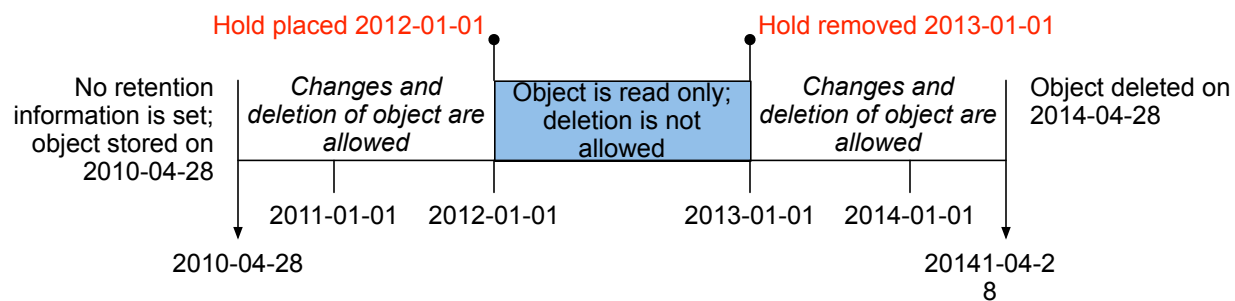 Hold placed 2012-01-01
Hold removed 2013-01-01
No retention
information is set;
object stored on
2010-04-28
Changes and
deletion of object are
allowed
Object is read only;
deletion is not
allowed
Changes and
deletion of object are
allowed
Object deleted on
2014-04-28
2011-01-01
2012-01-01
2013-01-01
2014-01-01
2010-04-28
20141-04-2
8